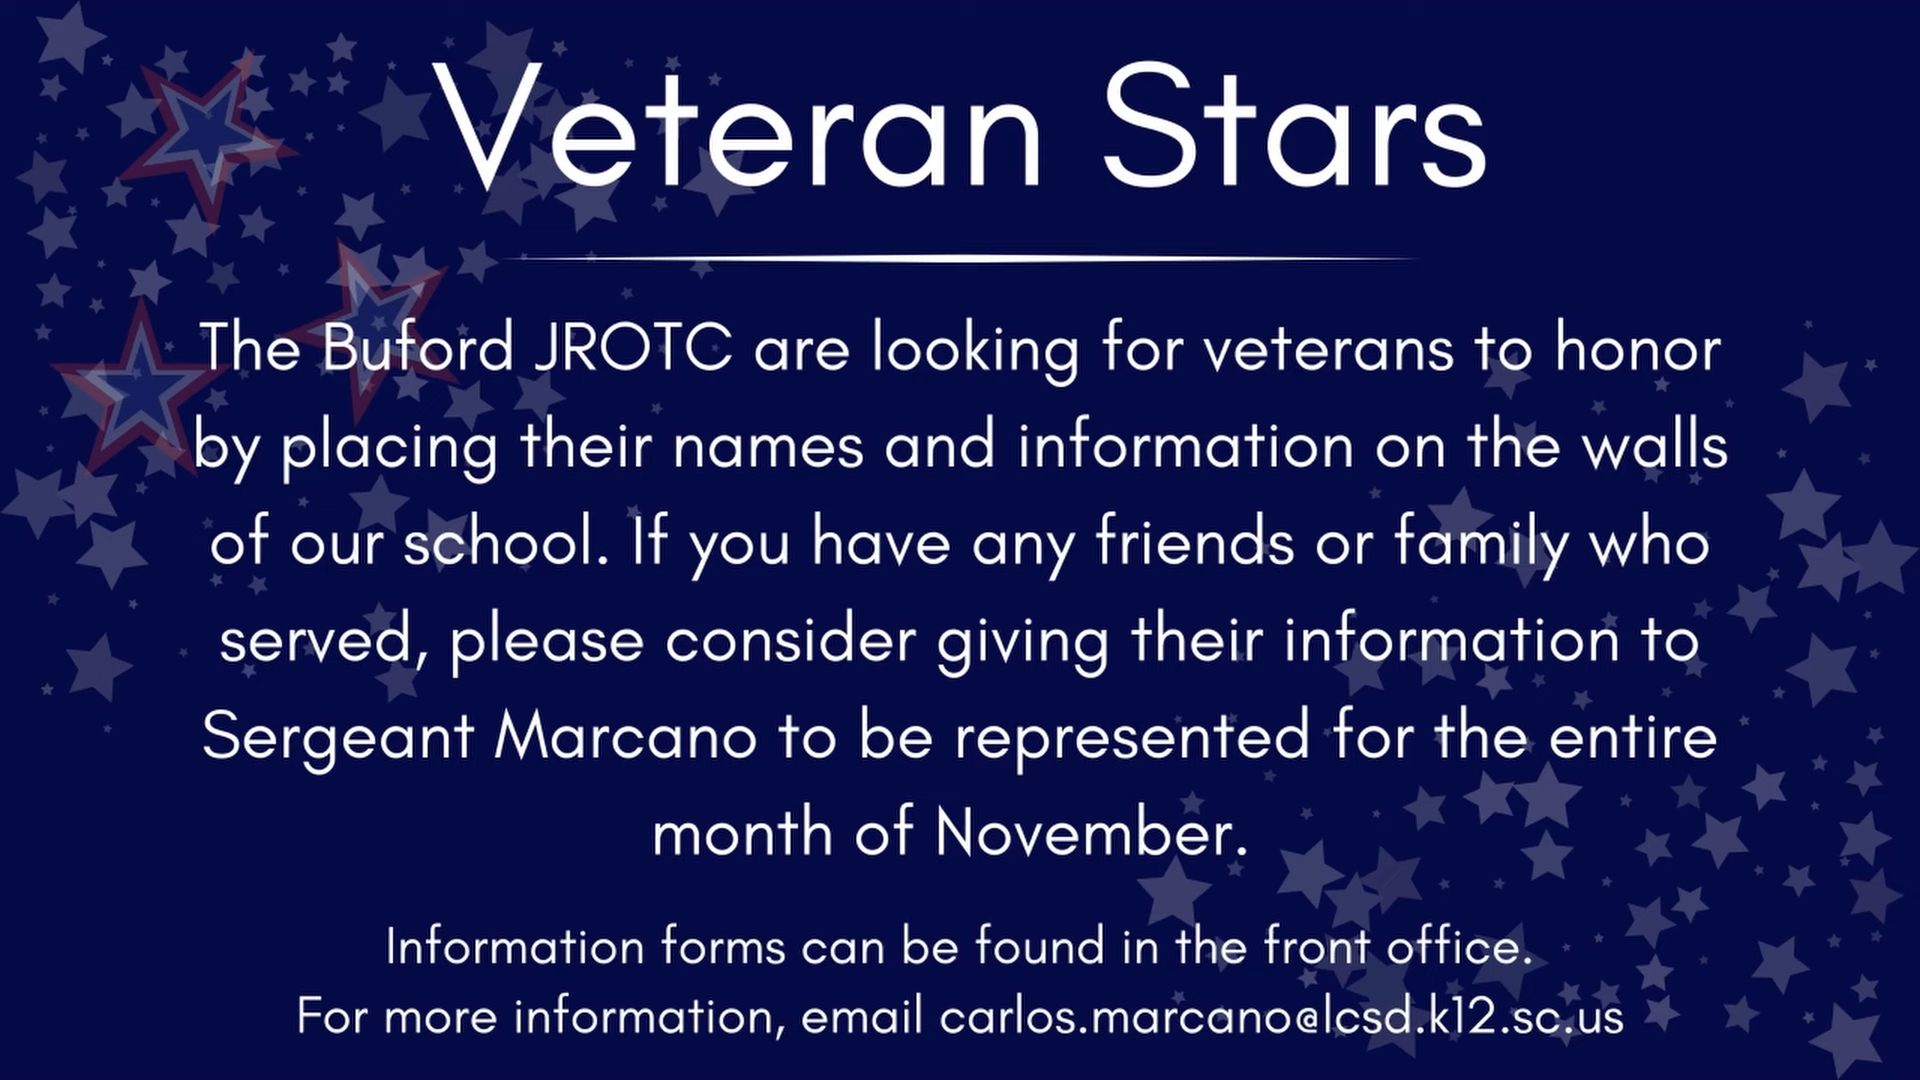 Veteran Stars
The Buford JROTC are looking for veterans to honor
by placing their names and information on the walls
of our school. If you have any friends or family who
served, please consider giving their information to
Sergeant Marcano to be represented for the entire
month of November.
Information forms can be found in the front office.
For more information, email carlos.marcano@lcsd.k12.sc.us